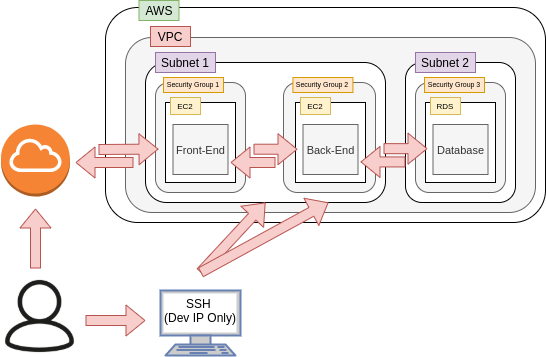 AWS
VPC
Subnet 1
Subnet 2
Security Group 1
Security Group 2
Security Group 3
EC2
EC2
RDS
Front-End
Back-End
Database
SSH
(Dev IP Only)